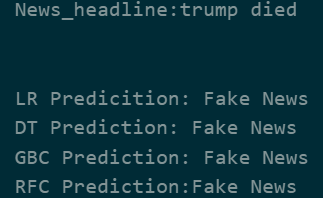 News_headline:trump died
LR Predicition: Fake News
DT Prediction: Fake News
GBC Prediction: Fake News
RFC Prediction:Fake News